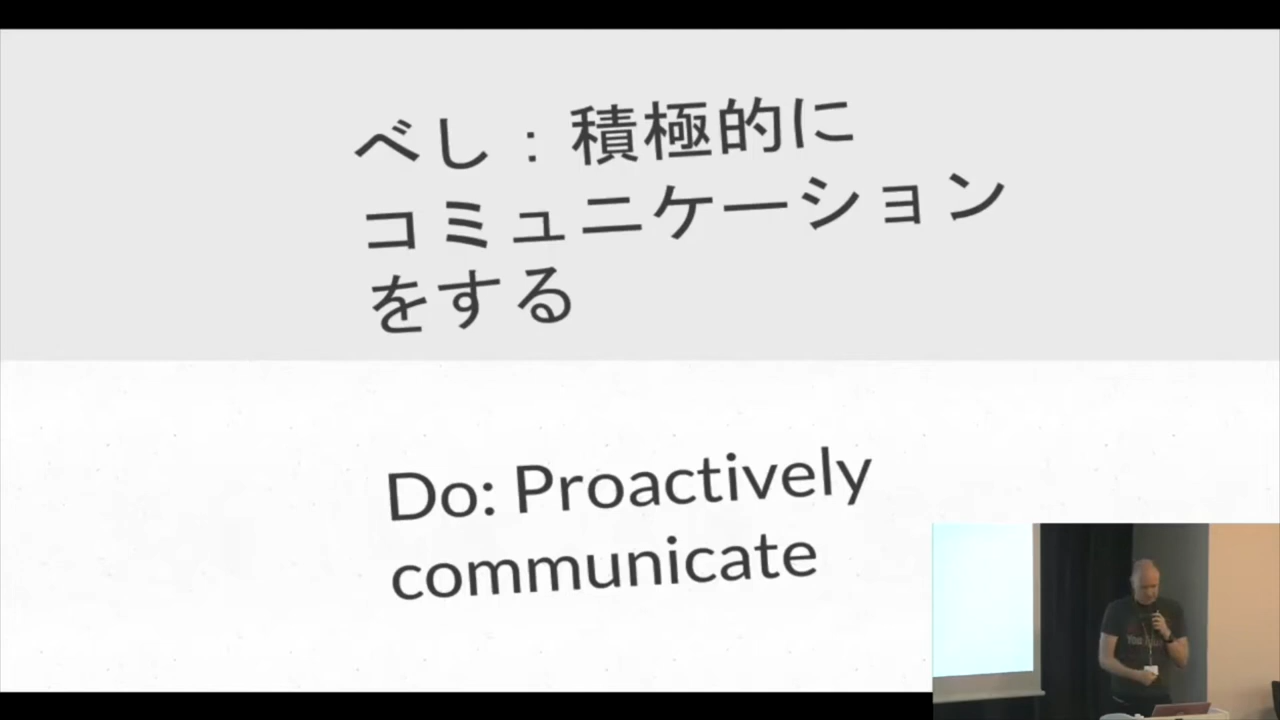 べし：積極的に
コミュニケーション
をする
Do: Proactively
communicate